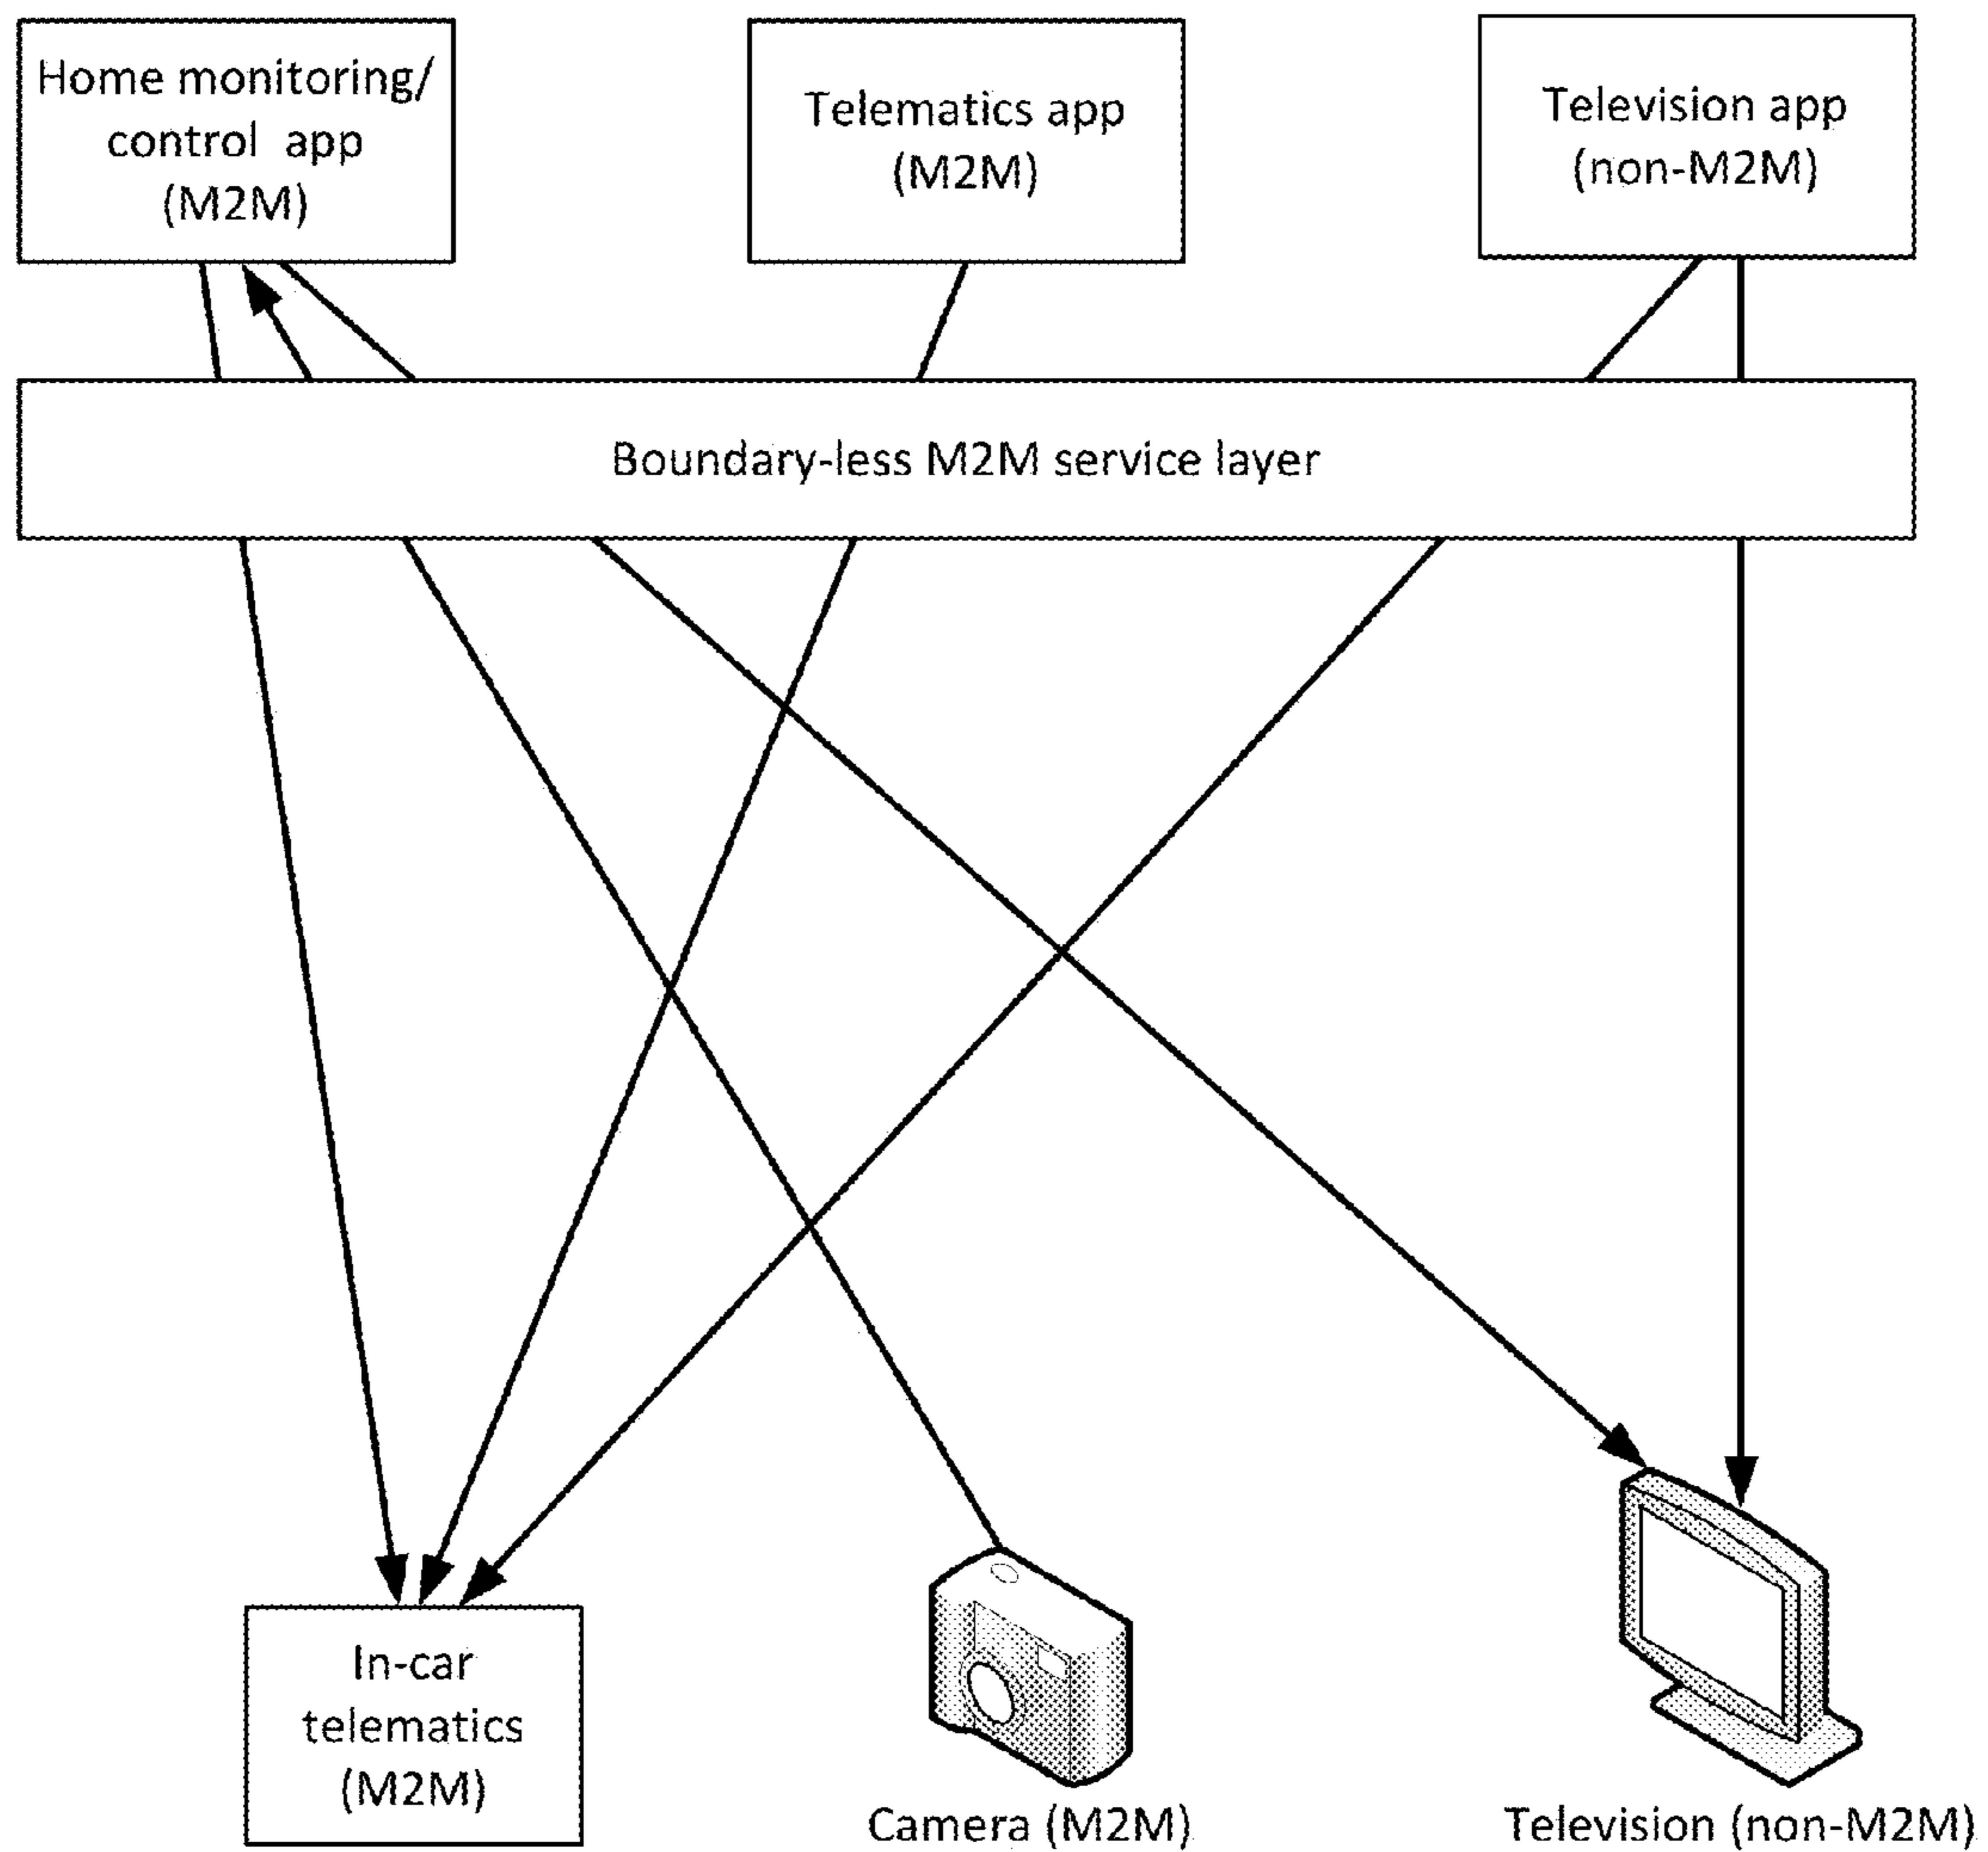 Home monitoring/
control app
(M2M)
Telematics app
(M2M)
Television app
(non-M2M)
Boundary-less M2M service layer
In-car
telematics
(M2M)
Camera (M2M)
Television (non-M2M)